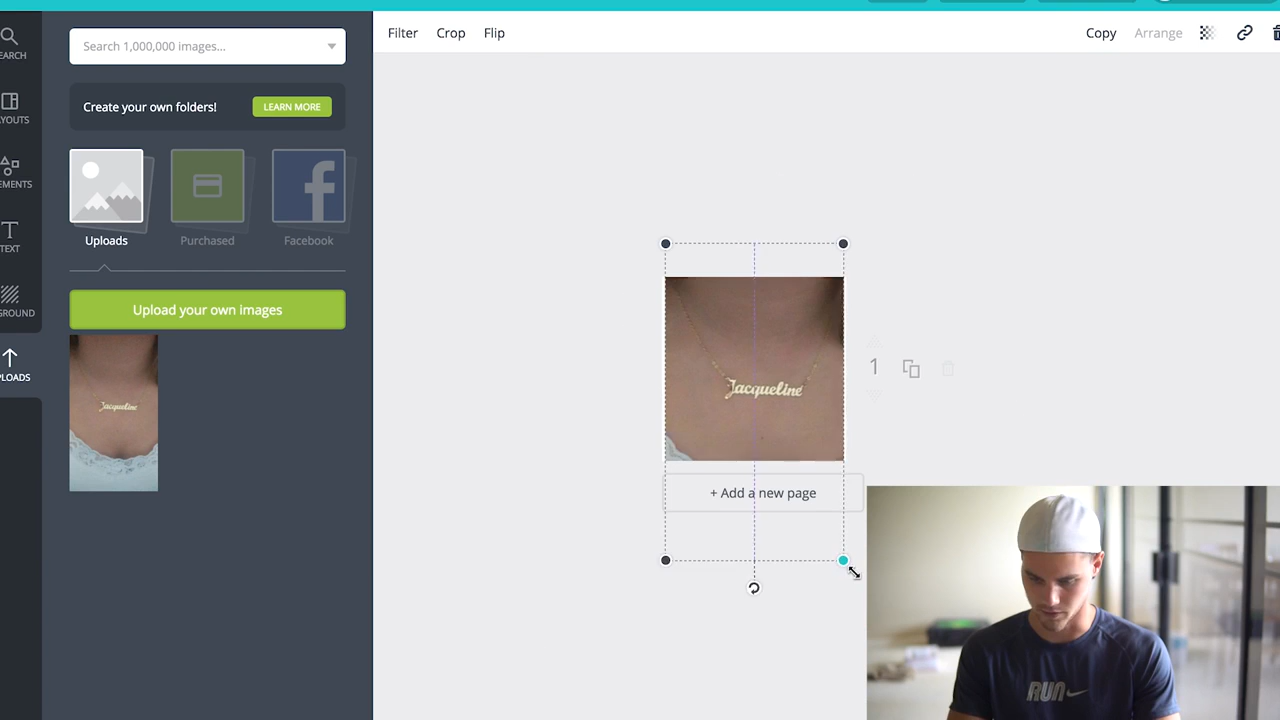 Filter Crop Flip
Copy Arrange
Search 1,000,000 images...
EARCH
Create your own folders! LEARN MORE
YOUTS
EMENTS
TEXT
Uploads Purchased Facebook
GROUND
Upload your own images
PLOADS
Jacqueline
Jacqueline
1
+ Add a new page
RUN